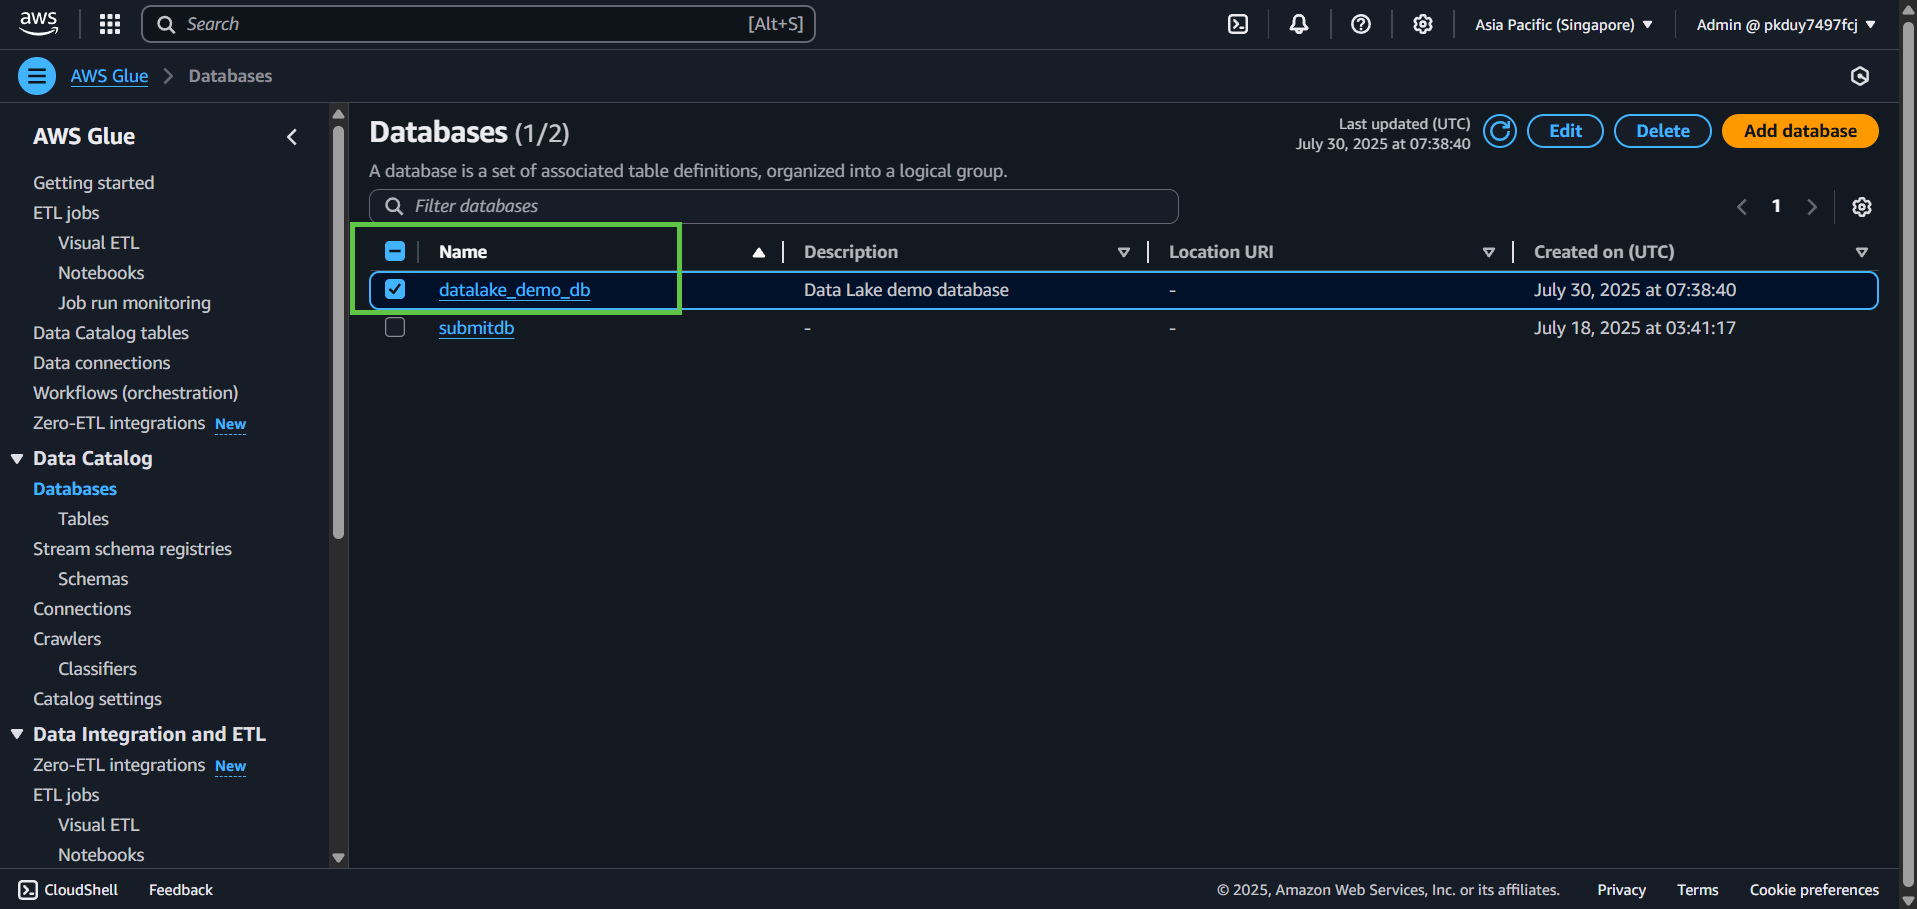 aws
Search [Alt+S]
Asia Pacific (Singapore)
Admin @ pkduy7497fcj
AWS Glue
Databases
AWS Glue
Getting started
ETL jobs
Visual ETL
Notebooks
Job run monitoring
Data Catalog tables
Data connections
Workflows (orchestration)
Zero-ETL integrations New
Data Catalog
Databases
Tables
Stream schema registries
Schemas
Connections
Crawlers
Classifiers
Catalog settings
Data Integration and ETL
Zero-ETL integrations New
ETL jobs
Visual ETL
Notebooks
Databases (1/2)
Last updated (UTC)
July 30, 2025 at 07:38:40
Edit
Delete
Add database
A database is a set of associated table definitions, organized into a logical group.
Filter databases
1
Name Description Location URI Created on (UTC)
datalake_demo_db Data Lake demo database - July 30, 2025 at 07:38:40
submitdb - - July 18, 2025 at 03:41:17
CloudShell Feedback
© 2025, Amazon Web Services, Inc. or its affiliates. Privacy Terms Cookie preferences